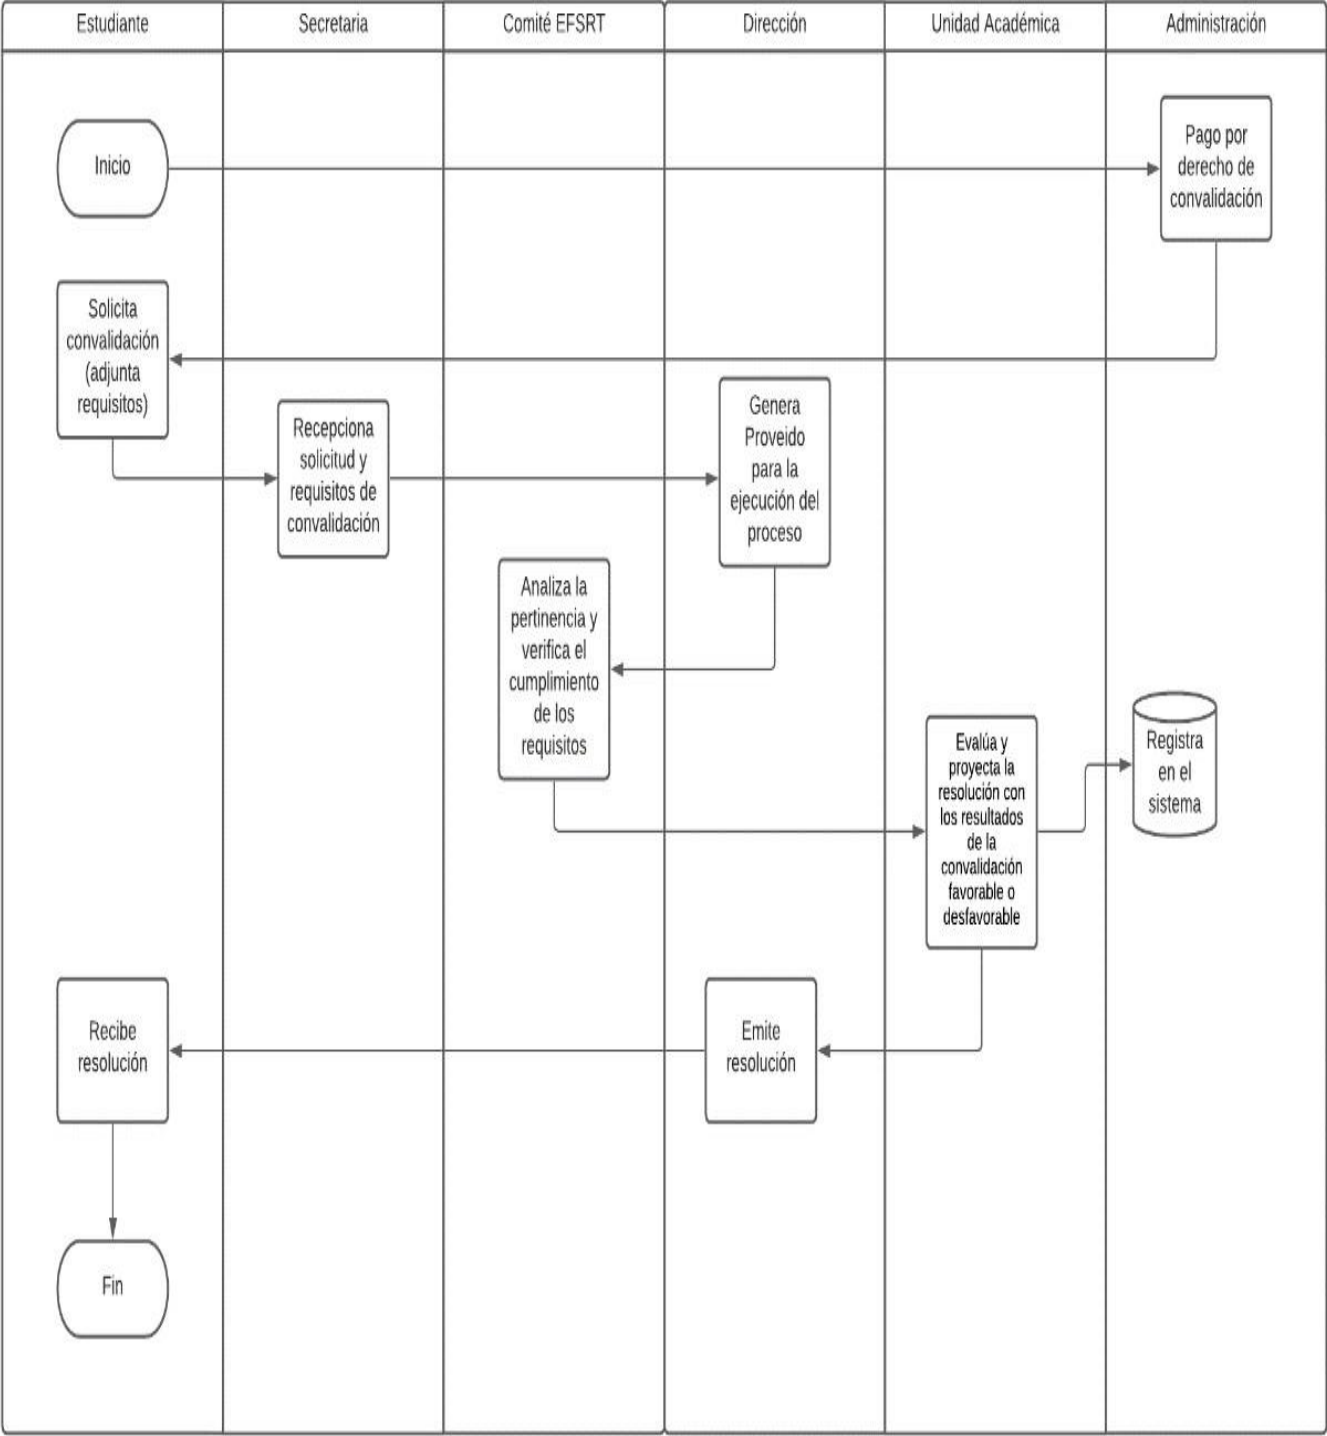 Estudiante
Secretaria
Comité EFSRT
Dirección
Unidad Académica
Administración
Inicio
Pago por
derecho de
convalidación
Solicita
convalidación
(adjunta
requisitos)
Recepciona
solicitud y
requisitos de
convalidación
Genera
Proveido
para la
ejecución del
proceso
Analiza la
pertinencia y
verifica el
cumplimiento
de los
requisitos
Evalúa y
proyecta la
resolución con
los resultados
de la
convalidación
favorable o
desfavorable
Registra
en el
sistema
Emite
resolución
Recibe
resolución
Fin